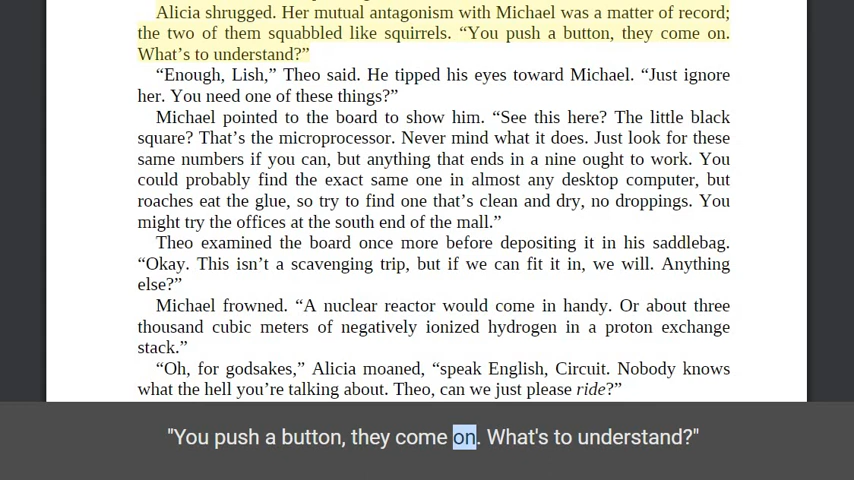 Alicia shrugged. Her mutual antagonism with Michael was a matter of record;
the two of them squabbled like squirrels. “You push a button, they come on.
What’s to understand?”
“Enough, Lish,” Theo said. He tipped his eyes toward Michael. “Just ignore
her. You need one of these things?”
Michael pointed to the board to show him. “See this here? The little black
square? That’s the microprocessor. Never mind what it does. Just look for these
same numbers if you can, but anything that ends in a nine ought to work. You
could probably find the exact same one in almost any desktop computer, but
roaches eat the glue, so try to find one that’s clean and dry, no droppings. You
might try the offices at the south end of the mall.”
Theo examined the board once more before depositing it in his saddlebag.
“Okay. This isn’t a scavenging trip, but if we can fit it in, we will. Anything
else?”
Michael frowned. “A nuclear reactor would come in handy. Or about three
thousand cubic meters of negatively ionized hydrogen in a proton exchange
stack.”
“Oh, for godsakes,” Alicia moaned, “speak English, Circuit. Nobody knows
what the hell you’re talking about. Theo, can we just please ride?”
"You push a button, they come on. What's to understand?"